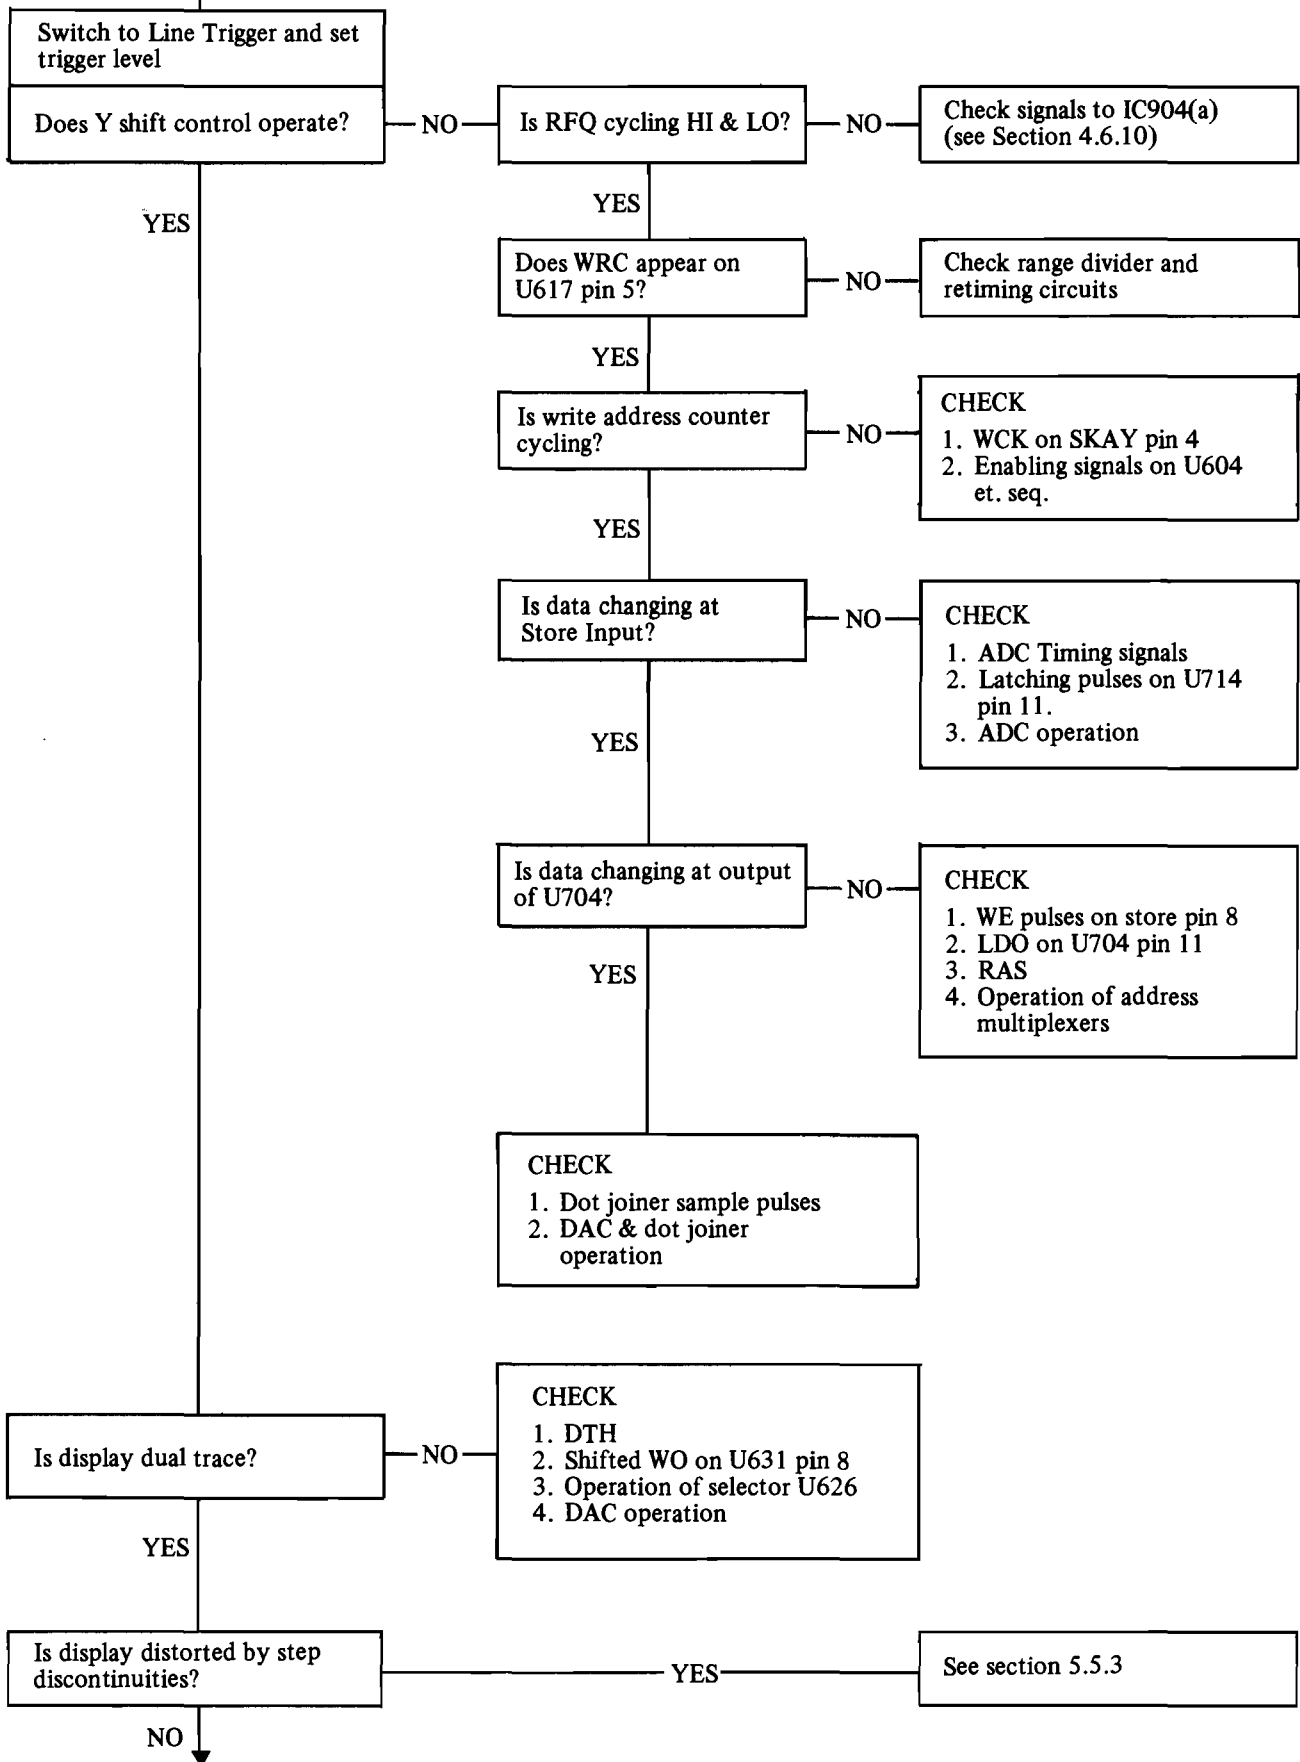 Switch to Line Trigger and set
trigger level
Does Y shift control operate?
NO
Is RFQ cycling HI & LO?
NO
Check signals to IC904(a)
(see Section 4.6.10)
YES
YES
Does WRC appear on
U617 pin 5?
NO
Check range divider and
retiming circuits
YES
Is write address counter
cycling?
NO
CHECK
1. WCK on SKAY pin 4
2. Enabling signals on U604
et. seq.
YES
Is data changing at
Store Input?
NO
CHECK
1. ADC Timing signals
2. Latching pulses on U714
pin 11.
3. ADC operation
YES
Is data changing at output
of U704?
NO
CHECK
1. WE pulses on store pin 8
2. LDO on U704 pin 11
3. RAS
4. Operation of address
multiplexers
YES
CHECK
1. Dot joiner sample pulses
2. DAC & dot joiner
operation
Is display dual trace?
NO
CHECK
1. DTH
2. Shifted WO on U631 pin 8
3. Operation of selector U626
4. DAC operation
YES
Is display distorted by step
discontinuities?
YES
See section 5.5.3
NO